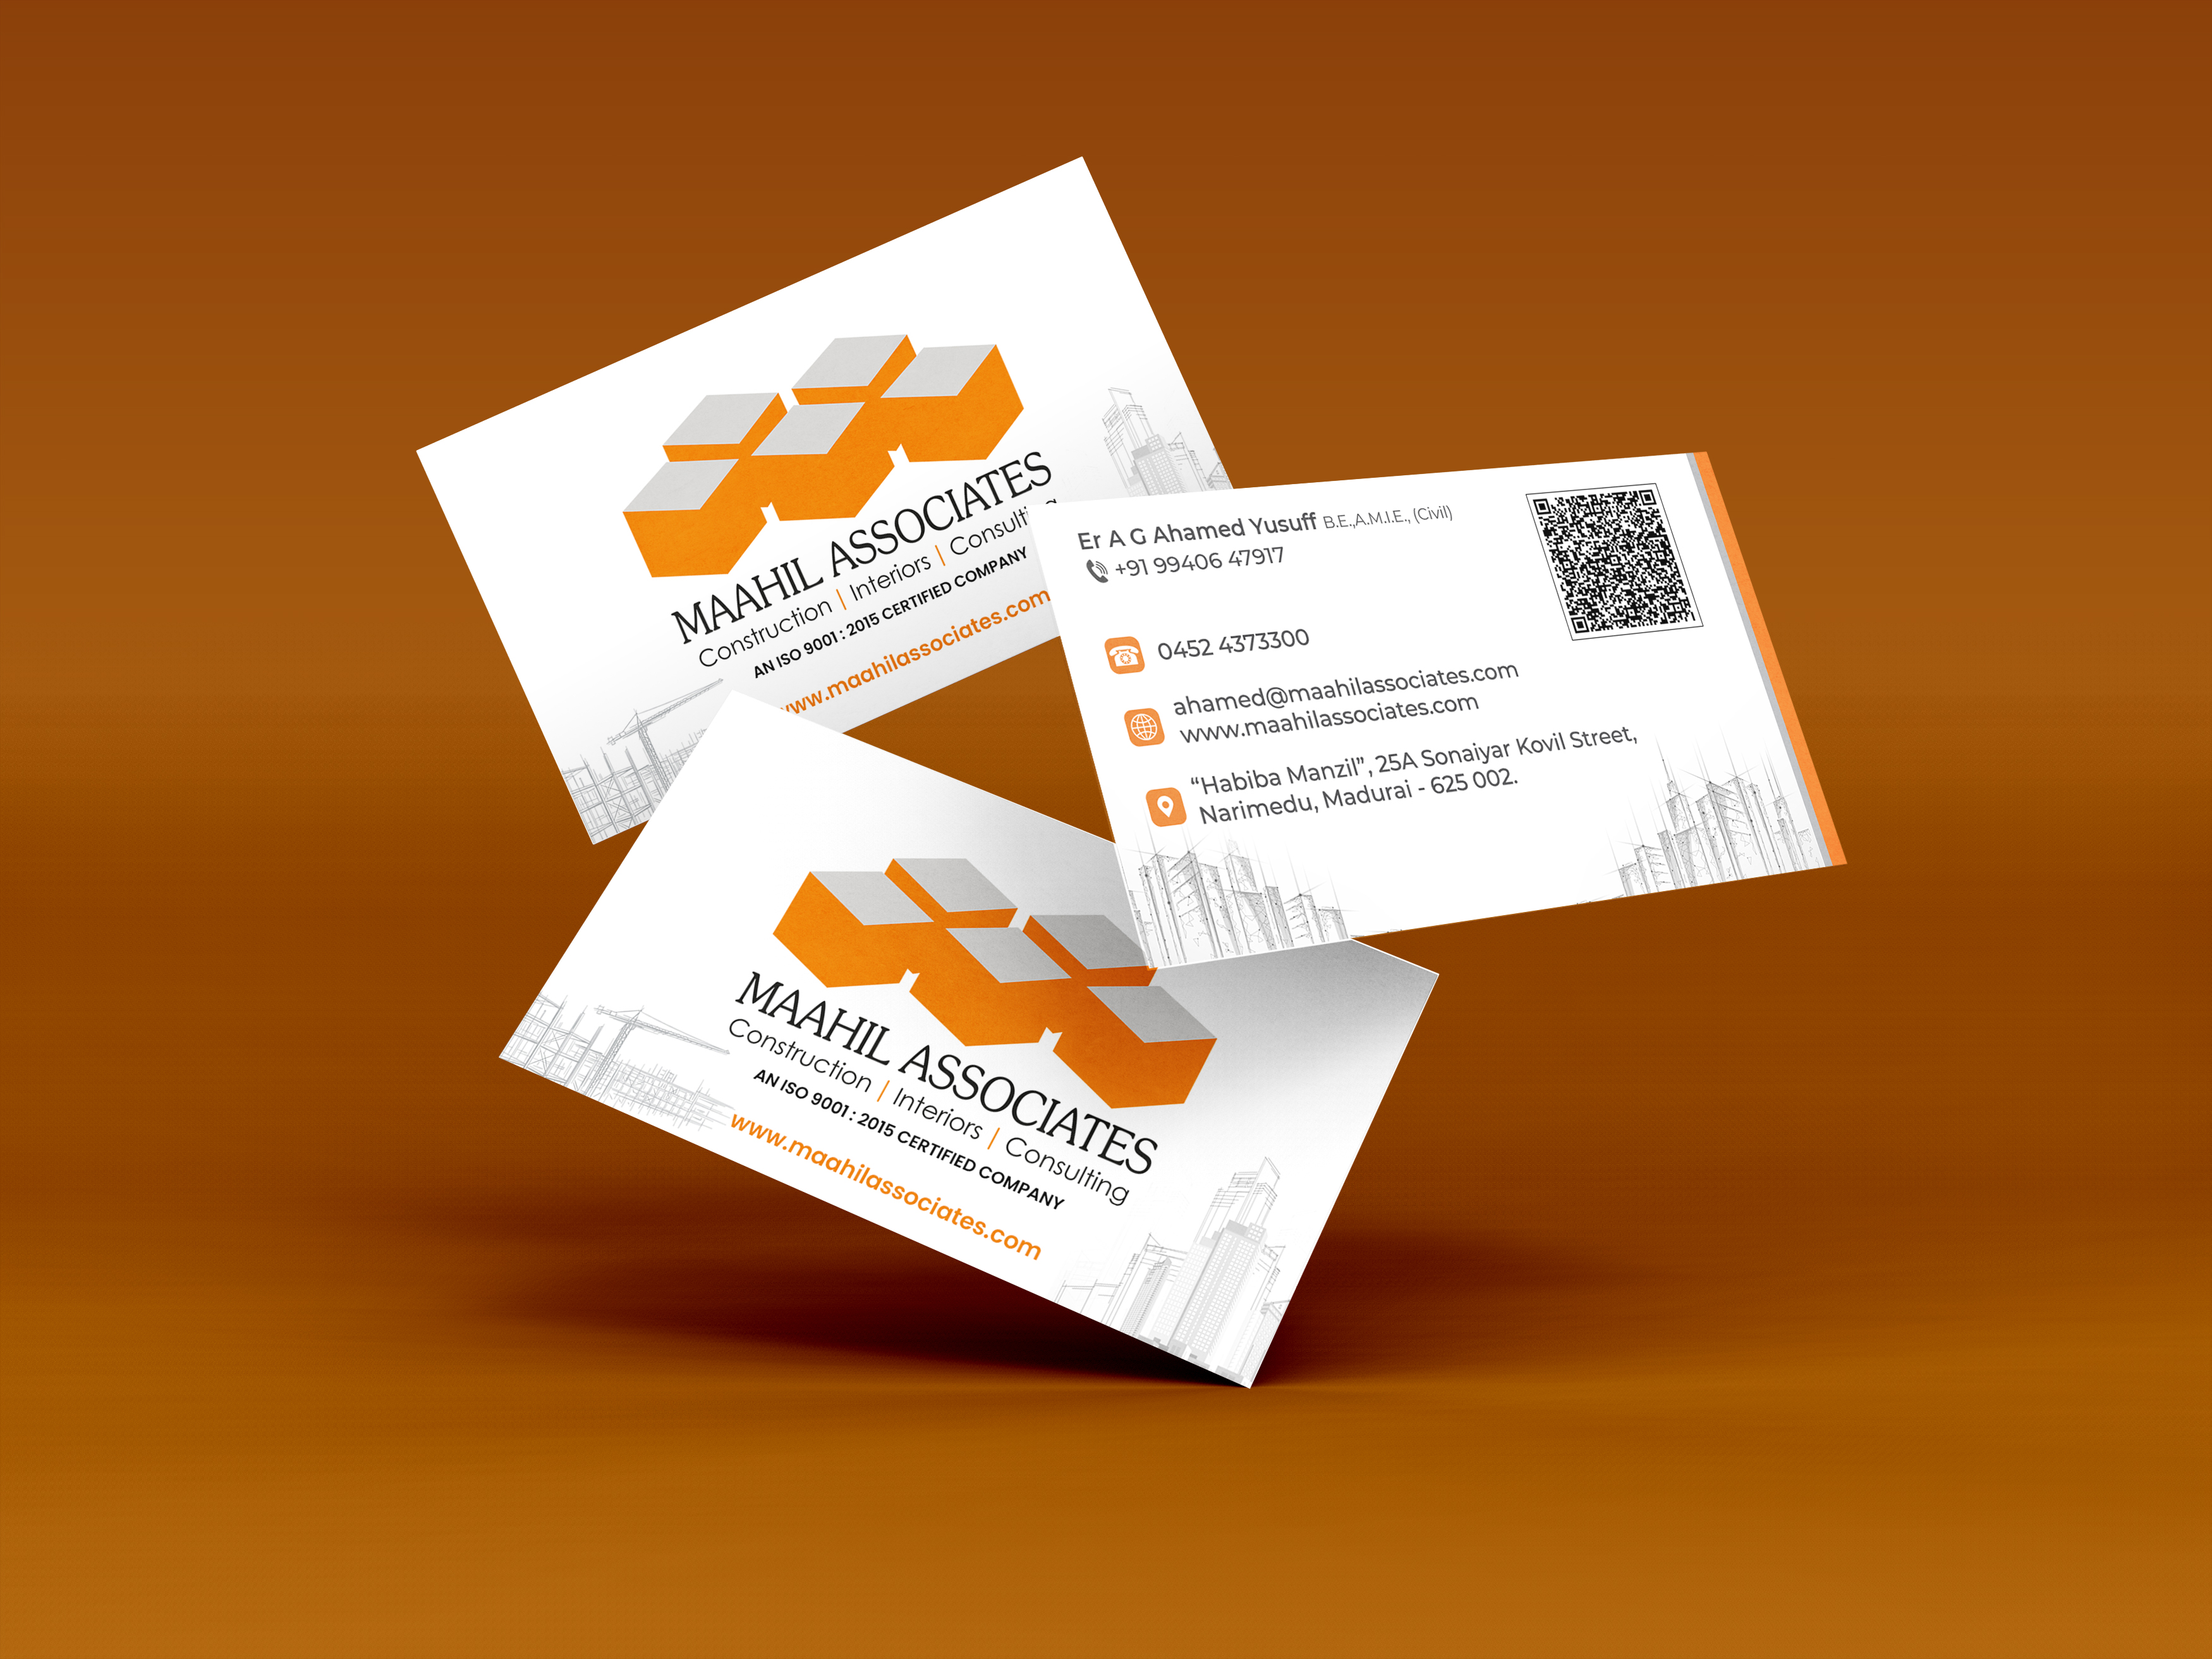 MAAHIL ASSOCIATES
Construction | Interiors | Consulting
AN ISO 9001 : 2015 CERTIFIED COMPANY
www.maahilassociates.com
Er A G Ahamed Yusuff B.E.,A.M.I.E., (Civil)
+91 99406 47917
0452 4373300
ahamed@maahilassociates.com
www.maahilassociates.com
“Habiba Manzil”, 25A Sonaiyar Kovil Street,
Narimedu, Madurai - 625 002.
MAAHIL ASSOCIATES
Construction | Interiors | Consulting
AN ISO 9001 : 2015 CERTIFIED COMPANY
www.maahilassociates.com